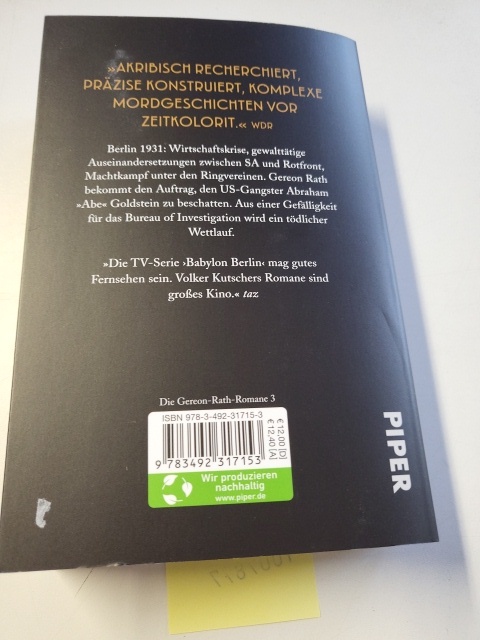 »AKRIBISCH RECHERCHIERT,
PRÄZISE KONSTRUIERT, KOMPLEXE
MORDGESCHICHTEN VOR
ZEITKOLORIT.« WDR
Berlin 1931: Wirtschaftskrise, gewalttätige
Auseinandersetzungen zwischen SA und Rotfront,
Machtkampf unter den Ringvereinen. Gereon Rath
bekommt den Auftrag, den US-Gangster Abraham
»Abe« Goldstein zu beschatten. Aus einer Gefälligkeit
für das Bureau of Investigation wird ein tödlicher
Wettlauf.
»Die TV-Serie ›Babylon Berlin‹ mag gutes
Fernsehen sein. Volker Kutschers Romane sind
großes Kino.« taz
Die Gereon-Rath-Romane 3
ISBN 978-3-492-31715-3
€12,00 [D]
€12,40 [A]
9 783492 317153
Wir produzieren
nachhaltig
www.piper.de
PIPER